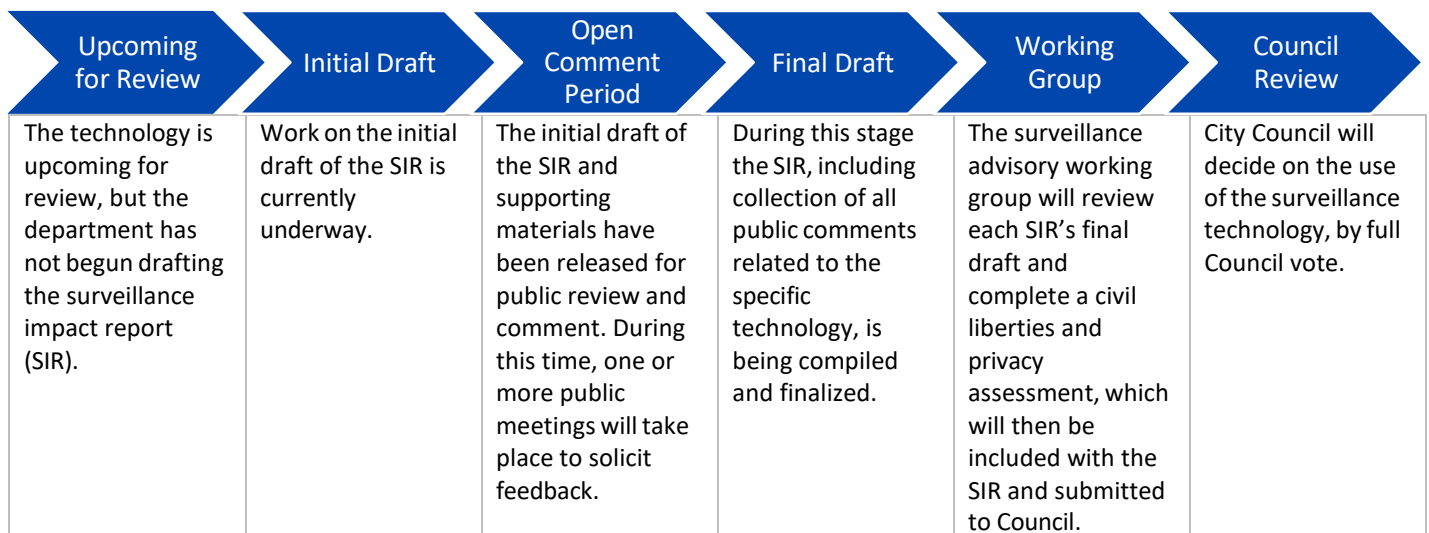 Upcoming
for Review
Initial Draft
Open
Comment
Period
Final Draft
Working
Group
Council
Review
The technology is
upcoming for
review, but the
department has
not begun drafting
the surveillance
impact report
(SIR).
Work on the initial
draft of the SIR is
currently
underway.
The initial draft of
the SIR and
supporting
materials have
been released for
public review and
comment. During
this time, one or
more public
meetings will take
place to solicit
feedback.
During this stage
the SIR, including
collection of all
public comments
related to the
specific
technology, is
being compiled
and finalized.
The surveillance
advisory working
group will review
each SIR’s final
draft and
complete a civil
liberties and
privacy
assessment, which
will then be
included with the
SIR and submitted
to Council.
City Council will
decide on the use
of the surveillance
technology, by full
Council vote.